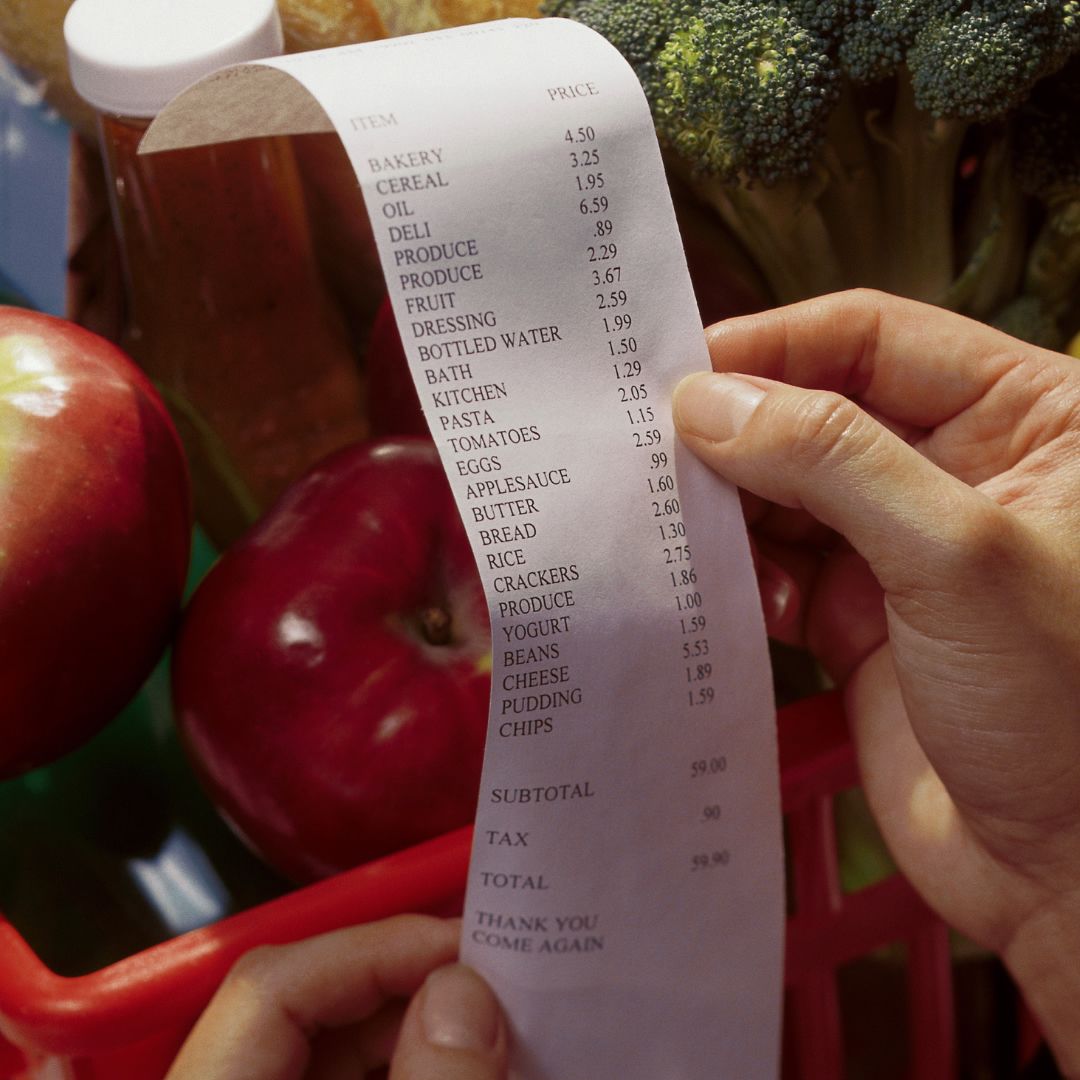 ITEM PRICE
BAKERY 4.50
CEREAL 3.25
OIL 1.95
DELI 6.59
PRODUCE .89
PRODUCE 2.29
FRUIT 3.67
DRESSING 2.59
BOTTLED WATER 1.99
BATH 1.50
KITCHEN 1.29
PASTA 2.05
TOMATOES 1.15
EGGS 2.59
APPLESAUCE .99
BUTTER 1.60
BREAD 2.60
RICE 1.30
CRACKERS 2.75
PRODUCE 1.86
YOGURT 1.00
BEANS 1.59
CHEESE 5.53
PUDDING 1.89
CHIPS 1.59
SUBTOTAL 59.00
TAX .90
TOTAL 59.90
THANK YOU
COME AGAIN